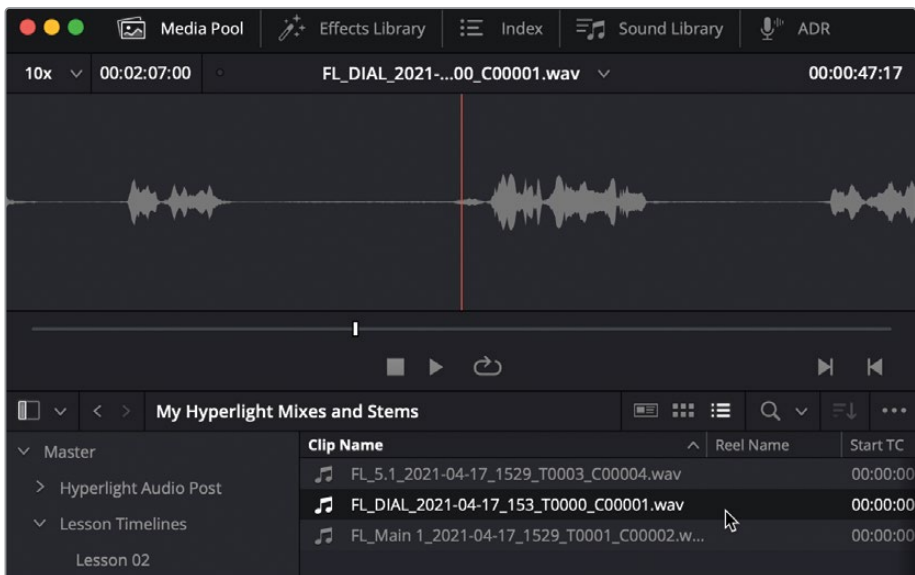 Media Pool Effects Library Index Sound Library ADR
10x 00:02:07:00 FL_DIAL_2021-...00_C00001.wav 00:00:47:17
My Hyperlight Mixes and Stems
Master
Hyperlight Audio Post
Lesson Timelines
Lesson 02
Clip Name Reel Name Start TC
FL_5.1_2021-04-17_1529_T0003_C00004.wav 00:00:00
FL_DIAL_2021-04-17_153_T0000_C00001.wav 00:00:00
FL_Main 1_2021-04-17_1529_T0001_C00002.w... 00:00:00